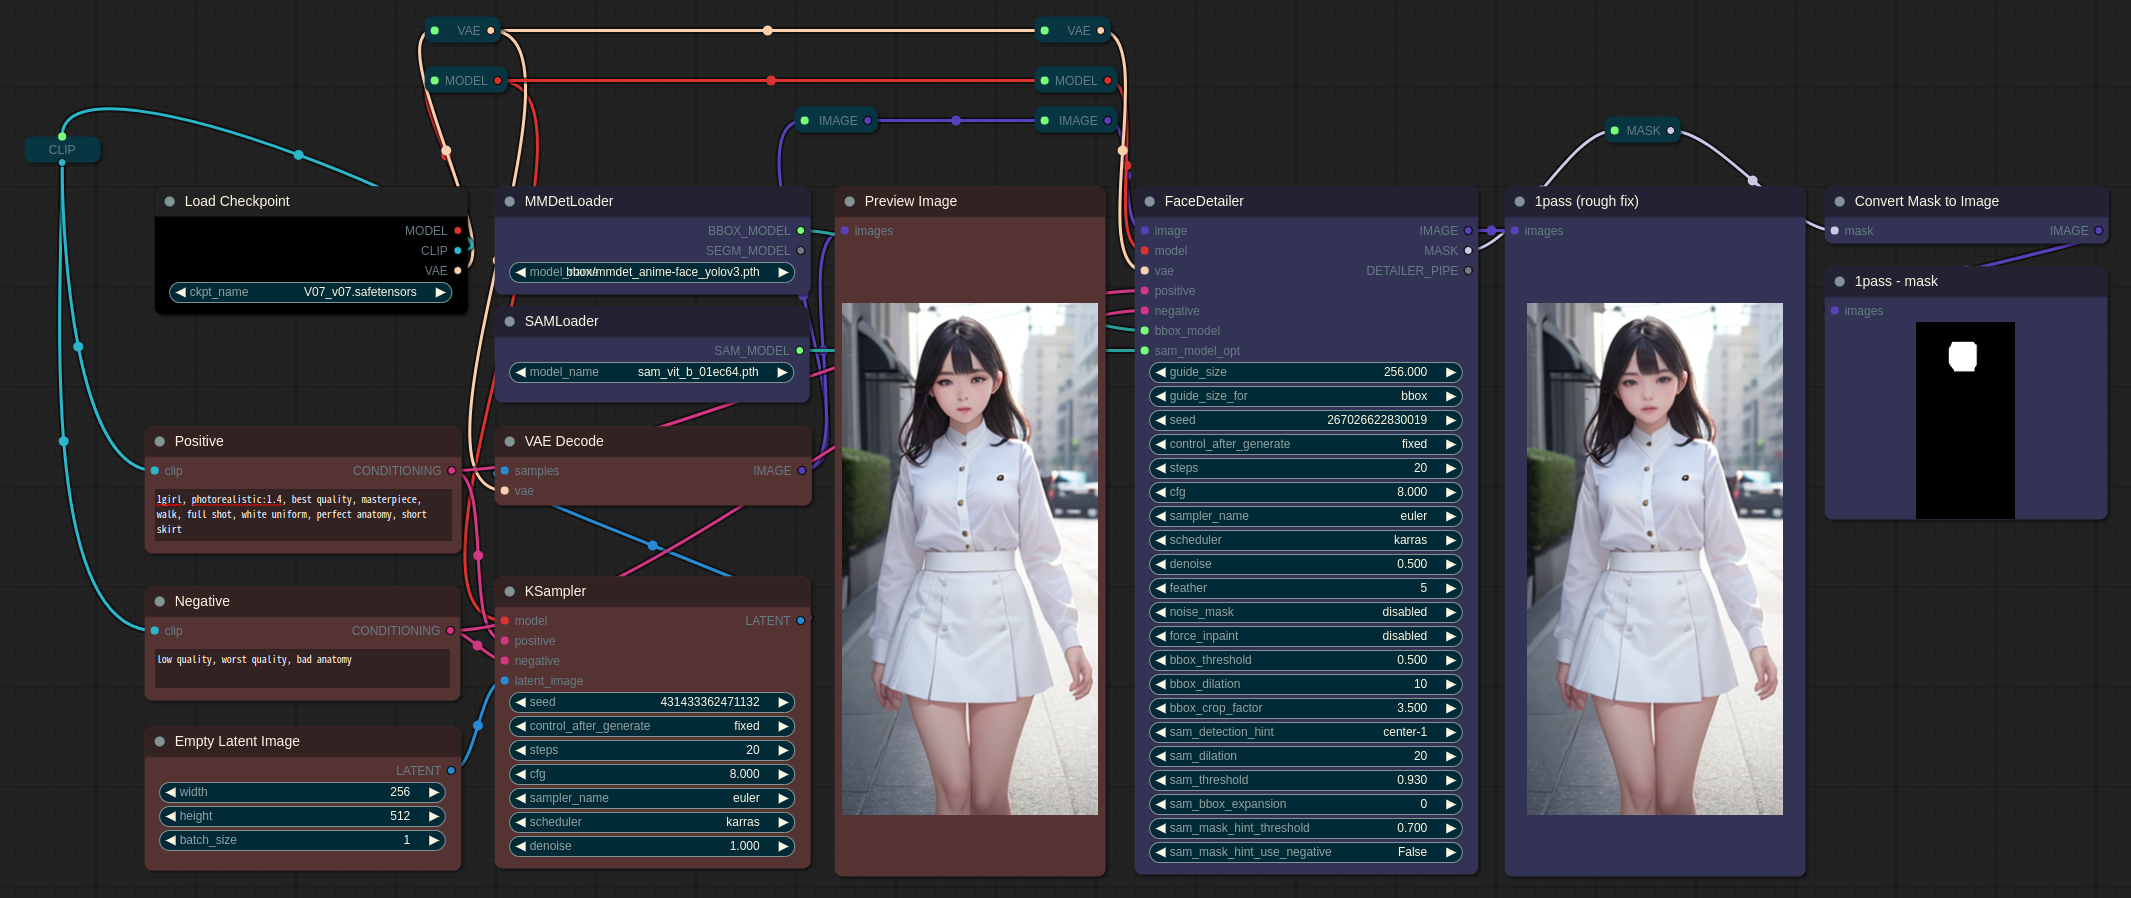 VAE
VAE
MODEL
MODEL
IMAGE
IMAGE
MASK
CLIP
Load Checkpoint
MODEL
CLIP
VAE
ckpt_name V07_v07.safetensors
Positive
clip CONDITIONING
1girl, photorealistic:1.4, best quality, masterpiece,
walk, full shot, white uniform, perfect anatomy, short
skirt
Negative
clip CONDITIONING
low quality, worst quality, bad anatomy
Empty Latent Image
LATENT
width 256
height 512
batch_size 1
MMDetLoader
BBOX_MODEL
SEGM_MODEL
bbox/mmdet_anime-face_yolov3.pth
SAMLoader
SAM_MODEL
model_name sam_vit_b_01ec64.pth
VAE Decode
samples IMAGE
vae
KSampler
model LATENT
positive
negative
latent_image
seed 431433362471132
control_after_generate fixed
steps 20
cfg 8.000
sampler_name euler
scheduler karras
denoise 1.000
Preview Image
images
FaceDetailer
image IMAGE
model MASK
vae DETAILER_PIPE
positive
negative
bbox_model
sam_model_opt
guide_size 256.000
guide_size_for bbox
seed 267026622830019
control_after_generate fixed
steps 20
cfg 8.000
sampler_name euler
scheduler karras
denoise 0.500
feather 5
noise_mask disabled
force_inpaint disabled
bbox_threshold 0.500
bbox_dilation 10
bbox_crop_factor 3.500
sam_detection_hint center-1
sam_dilation 20
sam_threshold 0.930
sam_bbox_expansion 0
sam_mask_hint_threshold 0.700
sam_mask_hint_use_negative False
1pass (rough fix)
images
Convert Mask to Image
mask IMAGE
1pass - mask
images